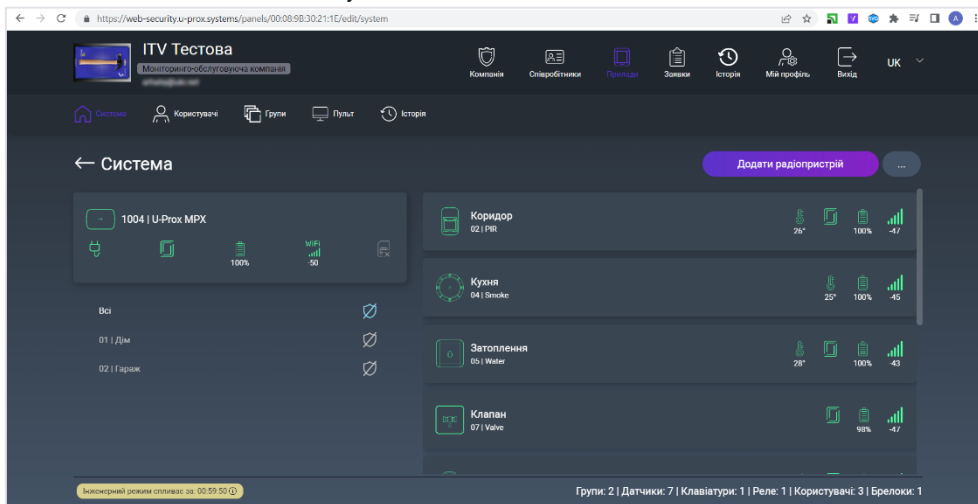 https://web-security.u-prox.systems/panels/00:08:9B:30:21:1E/edit/system
ITV Тестова
Моніторингово-обслуговуюча компанія
Компанія
Співробітники
Прилади
Заявки
Історія
Мій профіль
Вихід
UK
Система
Користувачі
Групи
Пульт
Історія
← Система
Додати радіопристрій
...
1004 | U-Prox MPX
100%
WiFi
-50
Всі
01 | Дім
02 | Гараж
Коридор
02 | PIR
26°
100%
-47
Кухня
04 | Smoke
25°
100%
-45
Затоплення
05 | Water
28°
100%
-43
Клапан
07 | Valve
98%
-47
Інженерний режим спливає за: 00:59:50
Групи: 2 | Датчики: 7 | Клавіатури: 1 | Реле: 1 | Користувачі: 3 | Брелоки: 1